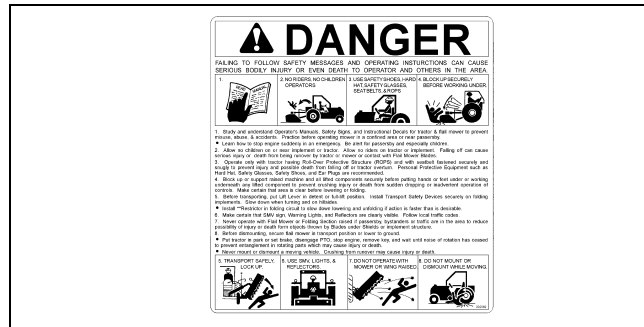 DANGER
FAILING TO FOLLOW SAFETY MESSAGES AND OPERATING INSTURCTIONS CAN CAUSE
SERIOUS BODILY INJURY OR EVEN DEATH TO OPERATOR AND OTHERS IN THE AREA.
1.
READ
MANUAL
2. NO RIDERS, NO CHILDREN
OPERATORS
3. USE SAFETY SHOES, HARD
HAT, SAFETY GLASSES,
SEAT BELTS, & ROPS
4. BLOCK UP SECURELY
BEFORE WORKING UNDER.
1. Study and understand Operator's Manuals, Safety Signs, and Instructional Decals for tractor & flail mower to prevent
misuse, abuse, & accidents. Practice before operating mower in a confined area or near passersby.
• Learn how to stop engine suddenly in an emergency. Be alert for passersby and especially children.
2. Allow no children on or near implement or tractor. Allow no riders on tractor or implement. Falling off can cause
serious injury or death from being runover by tractor or mower or contact with Flail Mower Blades.
3. Operate only with tractor having Roll-Over Protective Structure (ROPS) and with seatbelt fastened securely and
snugly to prevent injury and possible death from falling off or tractor overturn. Personal Protective Equipment such as
Hard Hat, Safety Glasses, Safety Shoes, and Ear Plugs are recommended.
4. Block up or support raised machine and all lifted components securely before putting hands or feet under or working
underneath any lifted component to prevent crushing injury or death from sudden dropping or inadvertent operation of
controls. Make certain that area is clear before lowering or folding.
5. Before transporting, put Lift Lever in detent or full-lift position. Install Transport Safety Devices securely on folding
implements. Slow down when turning and on hillsides.
• Install Restrictor in folding circuit to slow down lowering and unfolding if action is faster than is desirable.
6. Make certain that SMV sign, Warning Lights, and Reflectors are clearly visible. Follow local traffic codes.
7. Never operate with Flail Mower or Folding Section raised if passersby, bystanders or traffic are in the area to reduce
possibility of injury or death form objects thrown by Blades under Shields or implement structure.
8. Before dismounting, secure flail mower in transport position or lower to ground.
• Put tractor in park or set brake, disengage PTO, stop engine, remove key, and wait until noise of rotation has ceased
to prevent entanglement in rotating parts which may cause injury or death.
• Never mount or dismount a moving vehicle. Crushing from runover may cause injury or death.
5. TRANSPORT SAFELY,
LOCK UP.
6. USE SMV, LIGHTS, &
REFLECTORS
7. DO NOT OPERATE WITH
MOWER OR WING RAISED
8. DO NOT MOUNT OR
DISMOUNT WHILE MOVING.